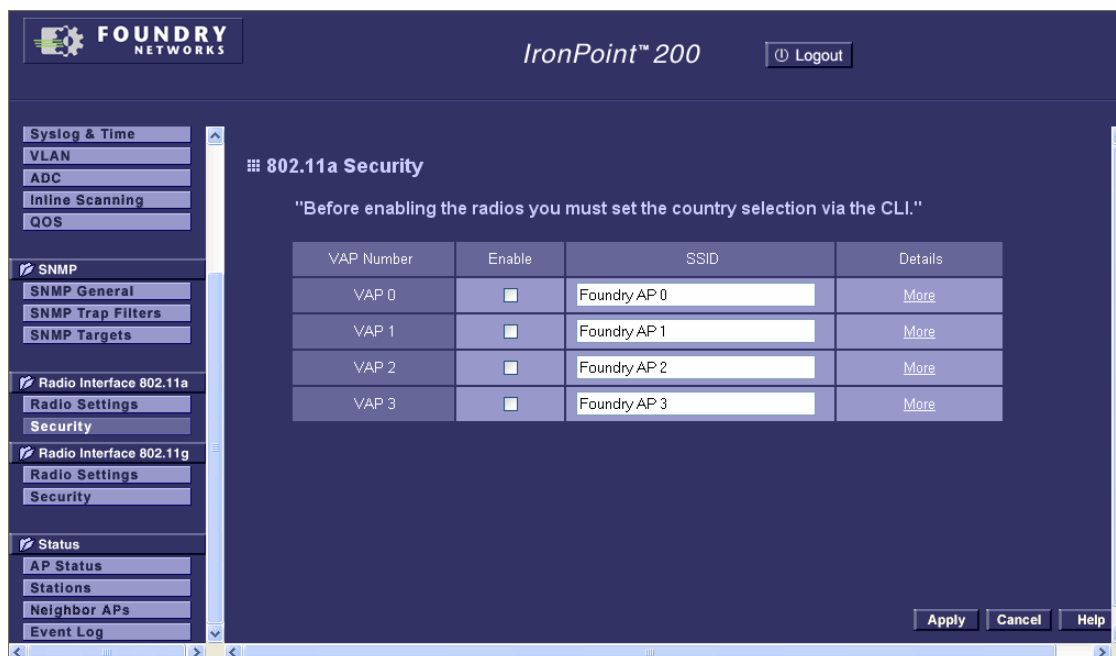 FOUNDRY
NETWORKS
IronPoint™ 200
Logout
Syslog & Time
VLAN
ADC
Inline Scanning
QOS
SNMP
SNMP General
SNMP Trap Filters
SNMP Targets
Radio Interface 802.11a
Radio Settings
Security
Radio Interface 802.11g
Radio Settings
Security
Status
AP Status
Stations
Neighbor APs
Event Log
802.11a Security
"Before enabling the radios you must set the country selection via the CLI."
VAP Number Enable SSID Details
VAP 0 Foundry AP 0 More
VAP 1 Foundry AP 1 More
VAP 2 Foundry AP 2 More
VAP 3 Foundry AP 3 More
Apply Cancel Help